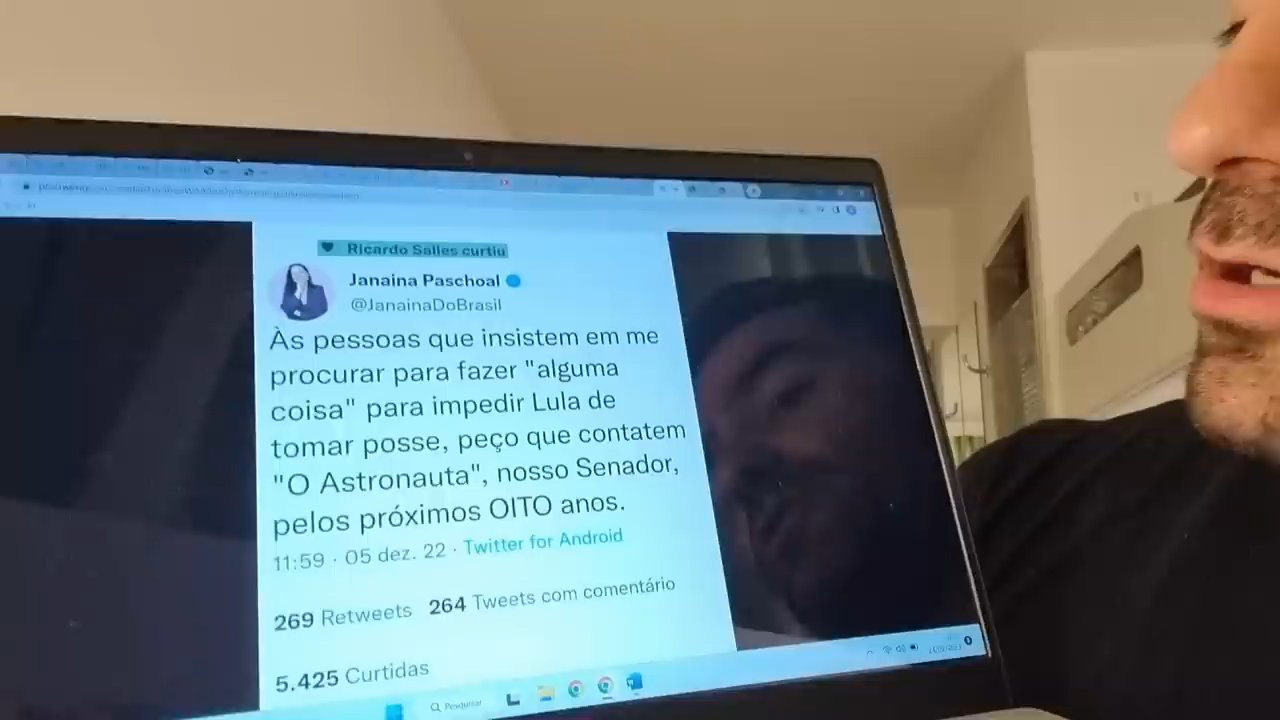 Ricardo Salles curtiu
Janaina Paschoal
@JanainaDoBrasil
Às pessoas que insistem em me
procurar para fazer "alguma
coisa" para impedir Lula de
tomar posse, peço que contatem
"O Astronauta", nosso Senador,
pelos próximos OITO anos.
11:59 · 05 dez. 22 · Twitter for Android
269 Retweets 264 Tweets com comentário
5.425 Curtidas
Pesquisar